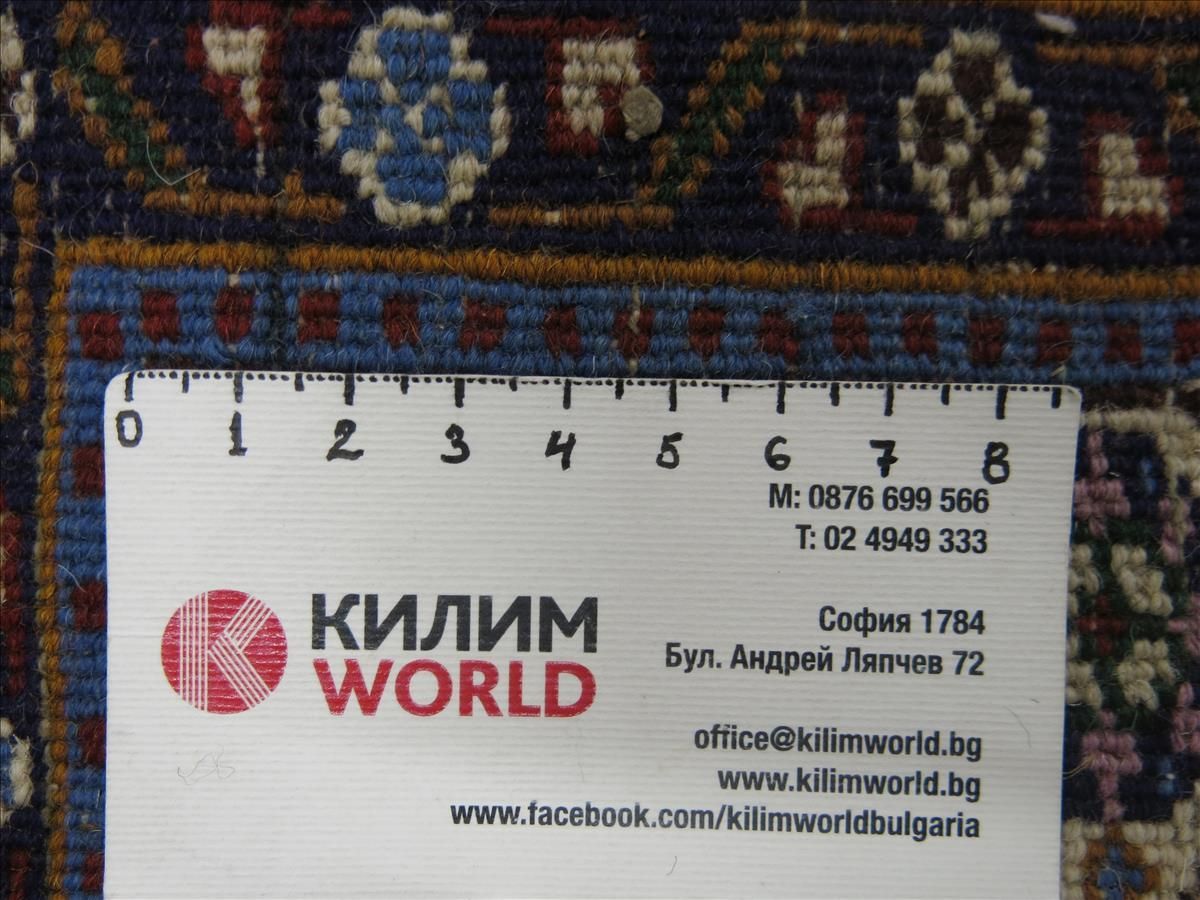 0 1 2 3 4 5 6 7 8
M: 0876 699 566
T: 02 4949 333
КИЛИМ
WORLD
София 1784
Бул. Андрей Ляпчев 72
office@kilimworld.bg
www.kilimworld.bg
www.facebook.com/kilimworldbulgaria